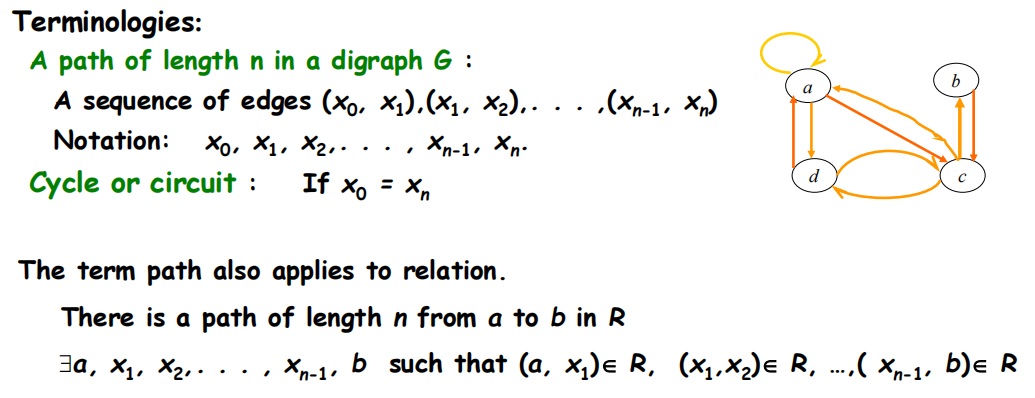 Terminologies:
A path of length n in a digraph G :
A sequence of edges (x₀, x₁),(x₁, x₂),. . . ,(xₙ₋₁, xₙ)
Notation: x₀, x₁, x₂,. . . , xₙ₋₁, xₙ.
Cycle or circuit : If x₀ = xₙ
a
b
d
c
The term path also applies to relation.
There is a path of length n from a to b in R
∃a, x₁, x₂,. . . , xₙ₋₁, b such that (a, x₁)∈ R, (x₁,x₂)∈ R, …,( xₙ₋₁, b)∈ R